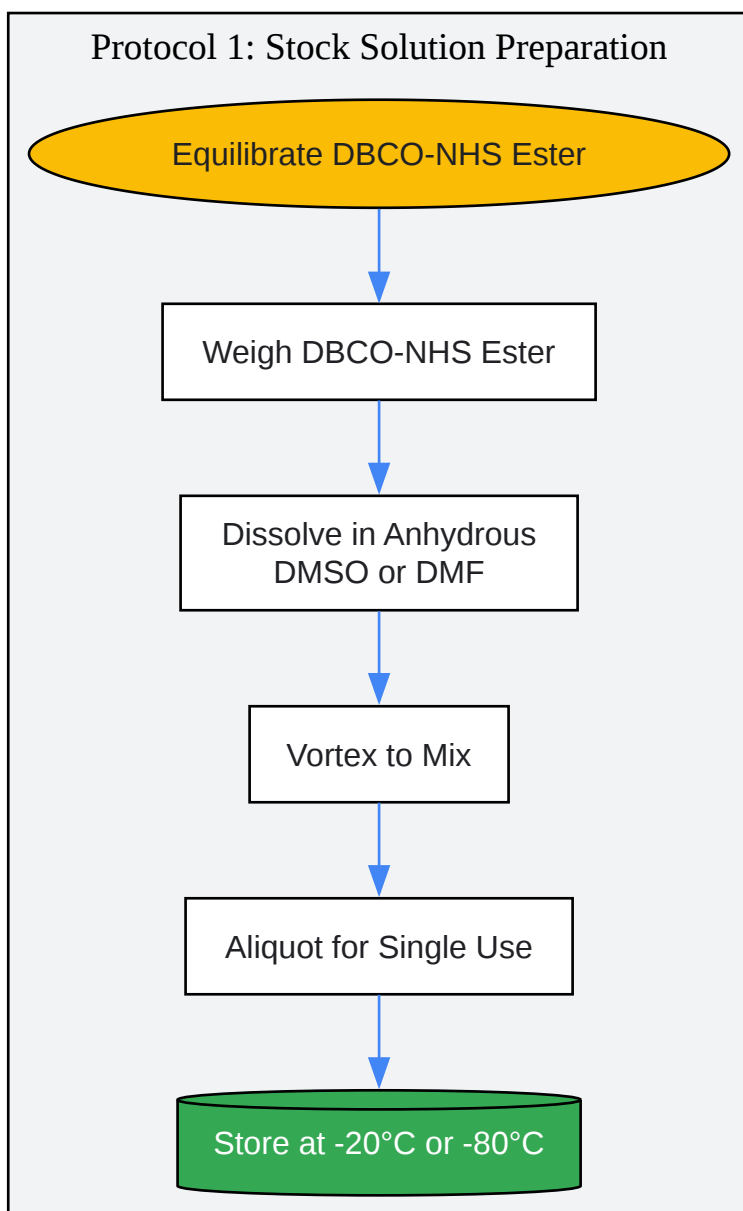 Protocol 1: Stock Solution Preparation
Equilibrate DBCO-NHS Ester
Weigh DBCO-NHS Ester
Dissolve in Anhydrous
DMSO or DMF
Vortex to Mix
Aliquot for Single Use
Store at -20°C or -80°C